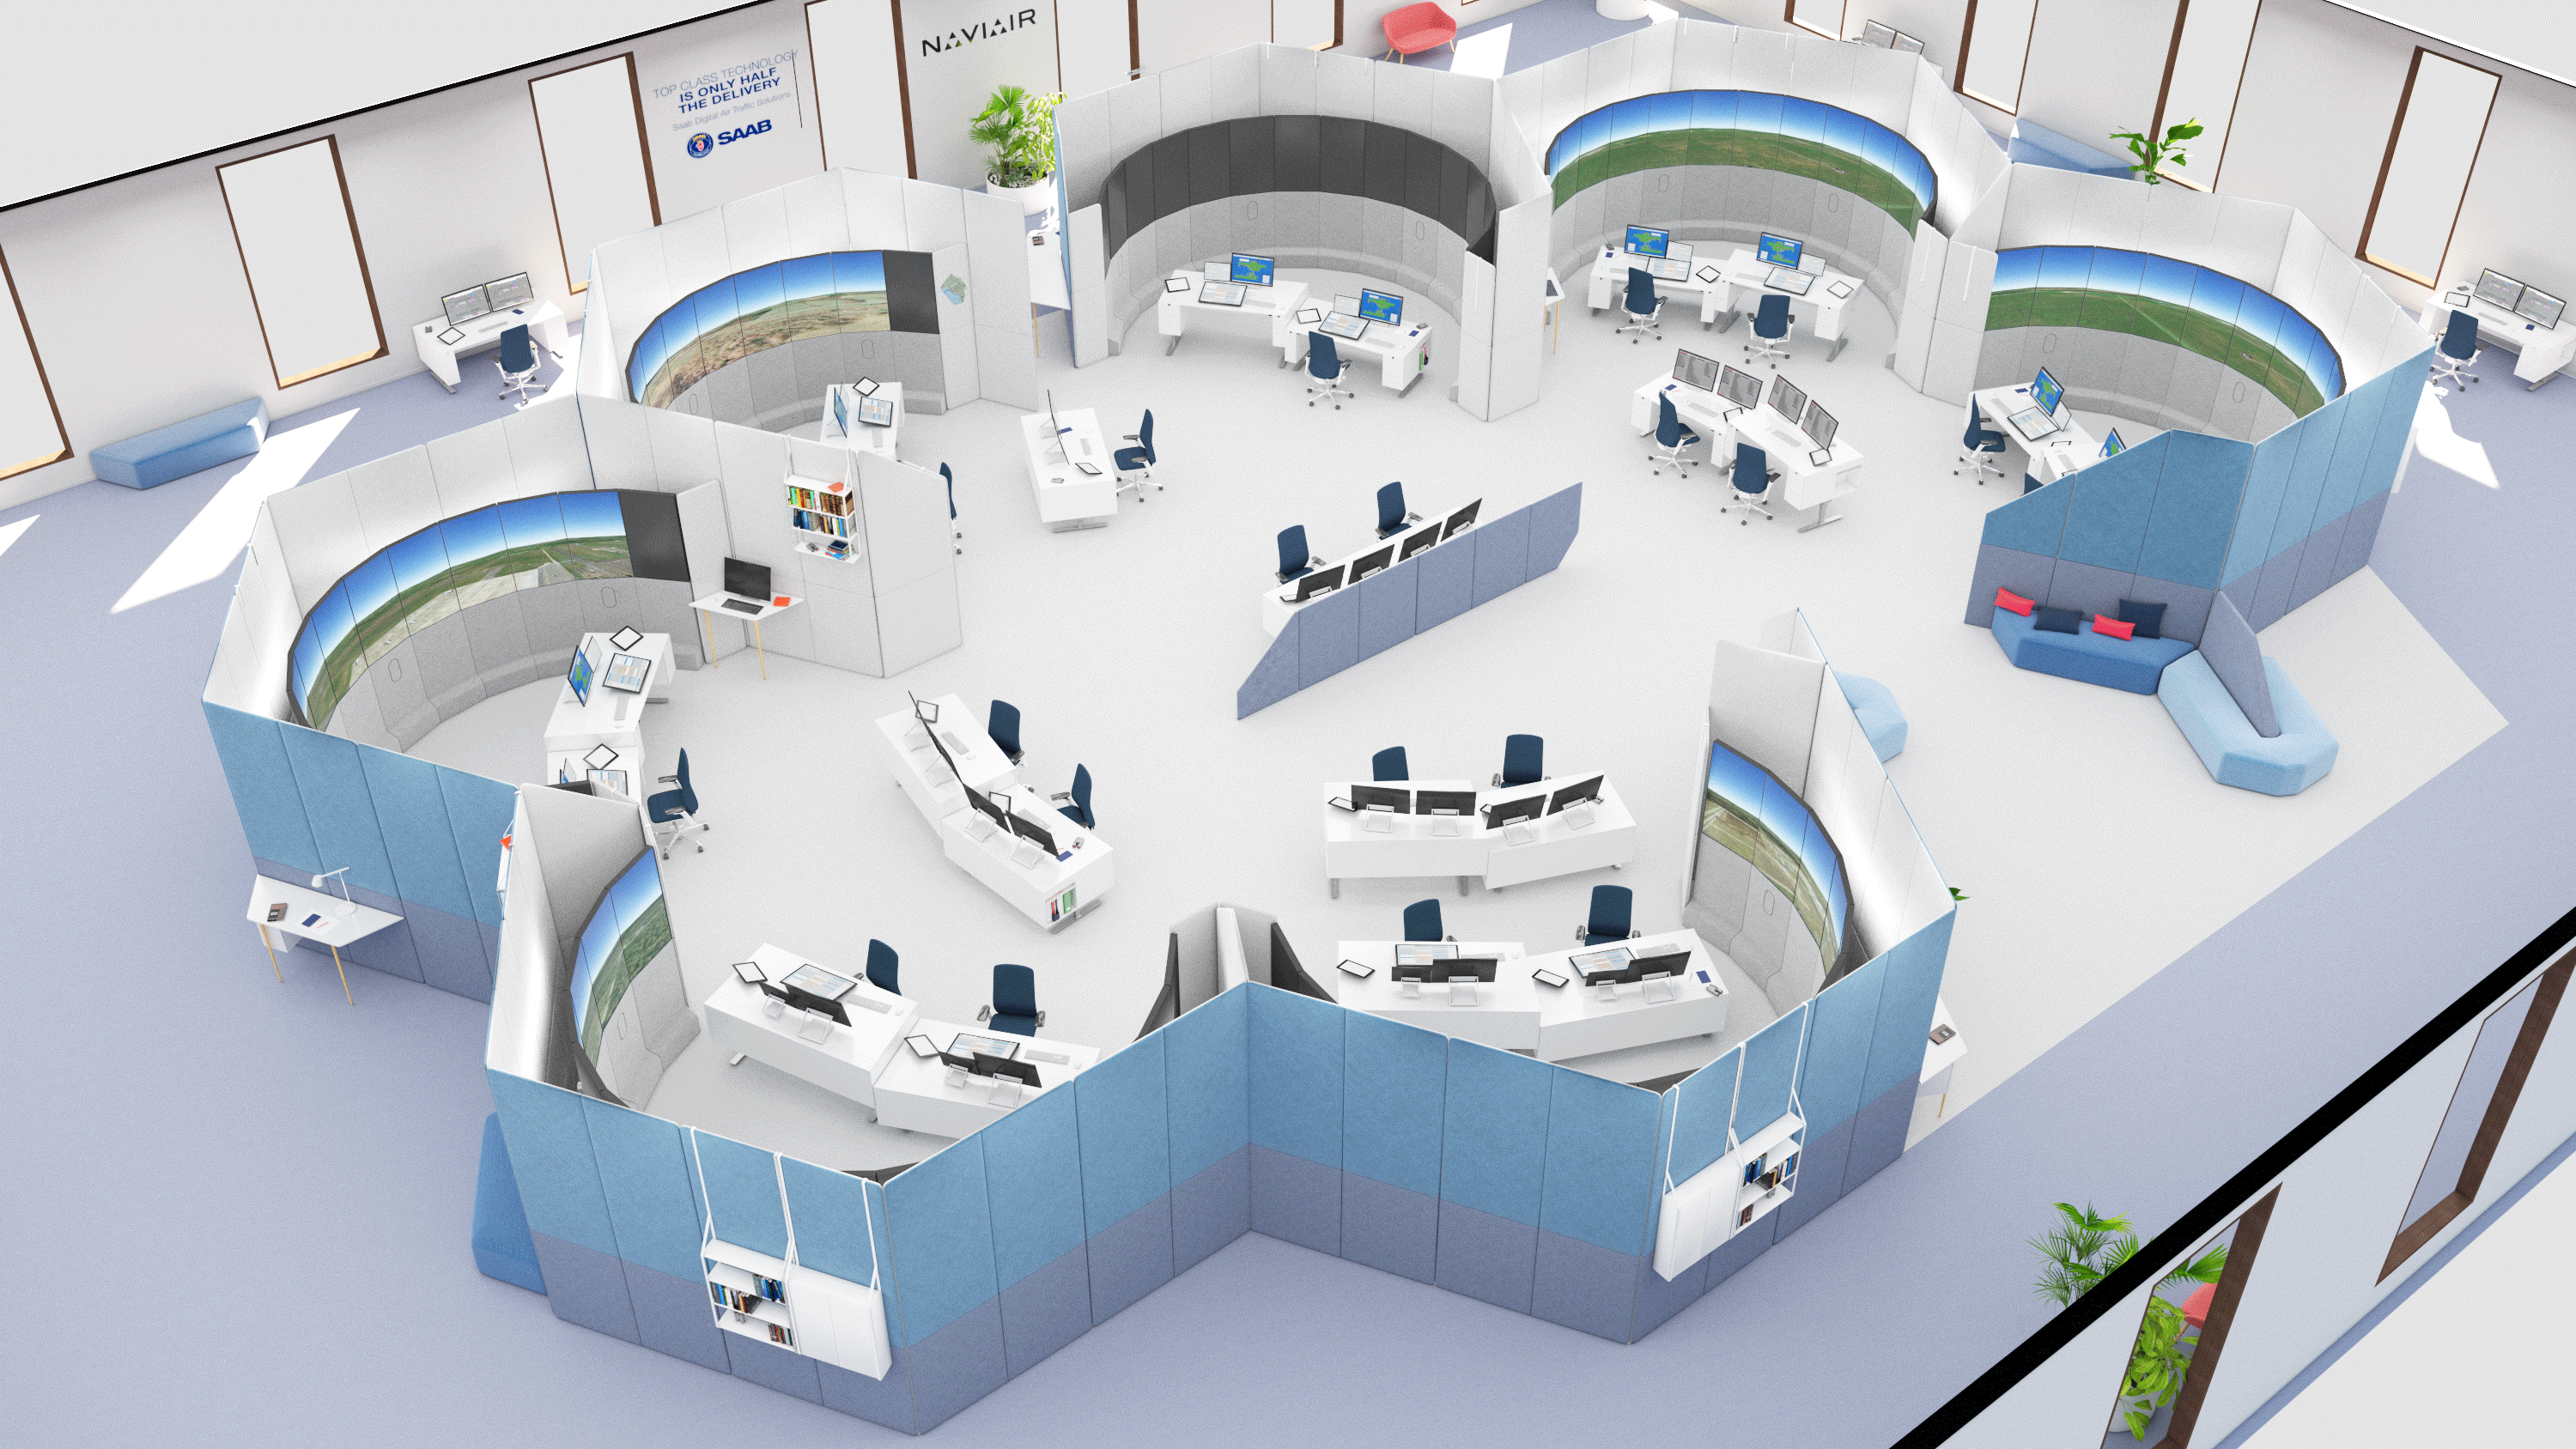 NAVIAIR
TOP CLASS TECHNOLOGY
IS ONLY HALF
THE DELIVERY
Saab Digital Air Traffic Solutions
SAAB